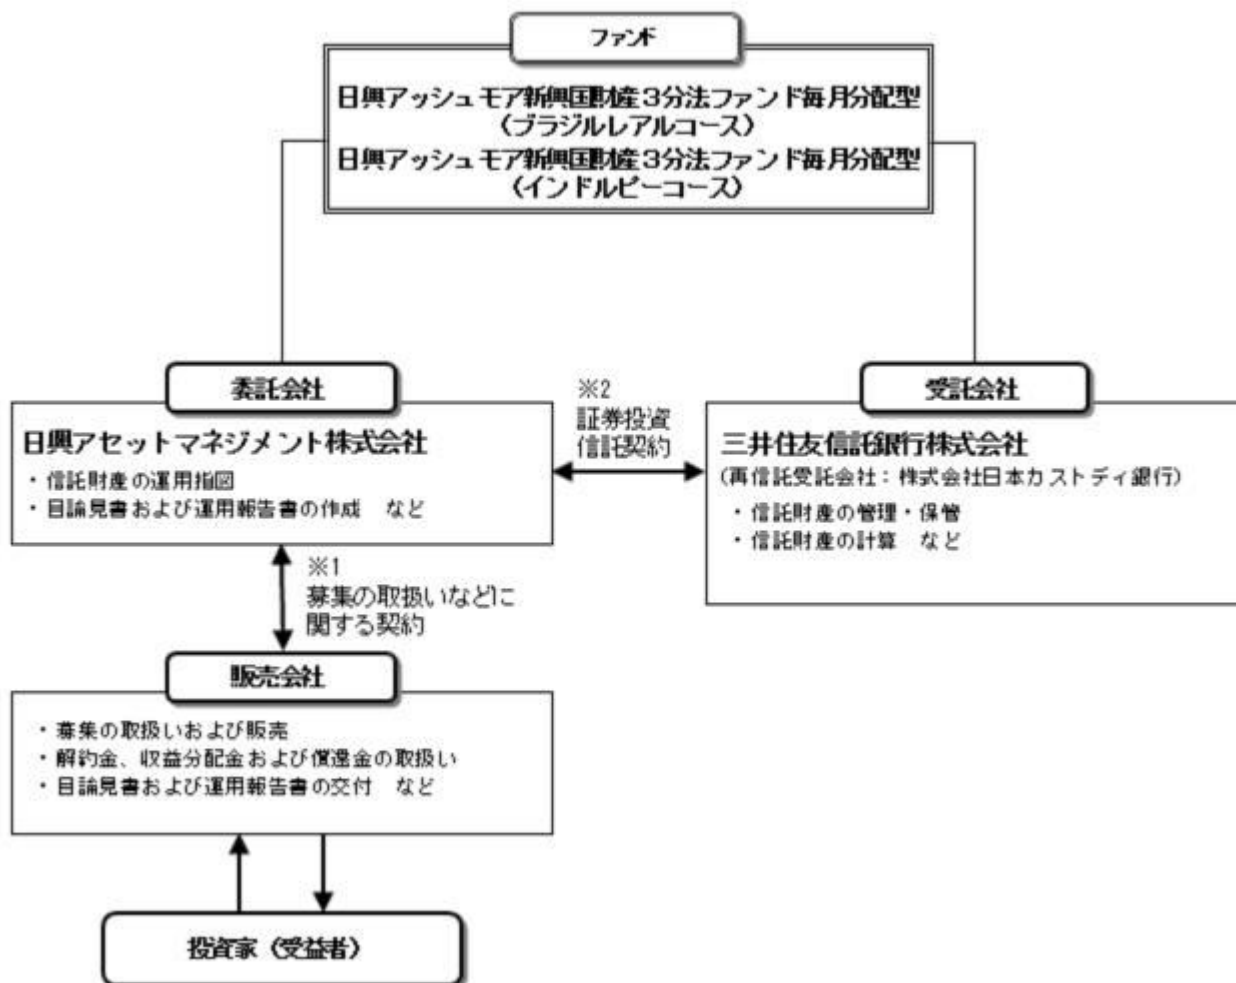 ファンド
日興アッシュモア新興国財産3分法ファンド毎月分配型
(ブラジルレアルコース)
日興アッシュモア新興国財産3分法ファンド毎月分配型
(インドルピーコース)
委託会社
日興アセットマネジメント株式会社
・信託財産の運用指図
・目論見書および運用報告書の作成 など
※2
証券投資
信託契約
受託会社
三井住友信託銀行株式会社
(再信託受託会社:株式会社日本カストディ銀行)
・信託財産の管理・保管
・信託財産の計算 など
※1
募集の取扱いなどに
関する契約
販売会社
・募集の取扱いおよび販売
・解約金、収益分配金および償還金の取扱い
・目論見書および運用報告書の交付 など
投資家(受益者)